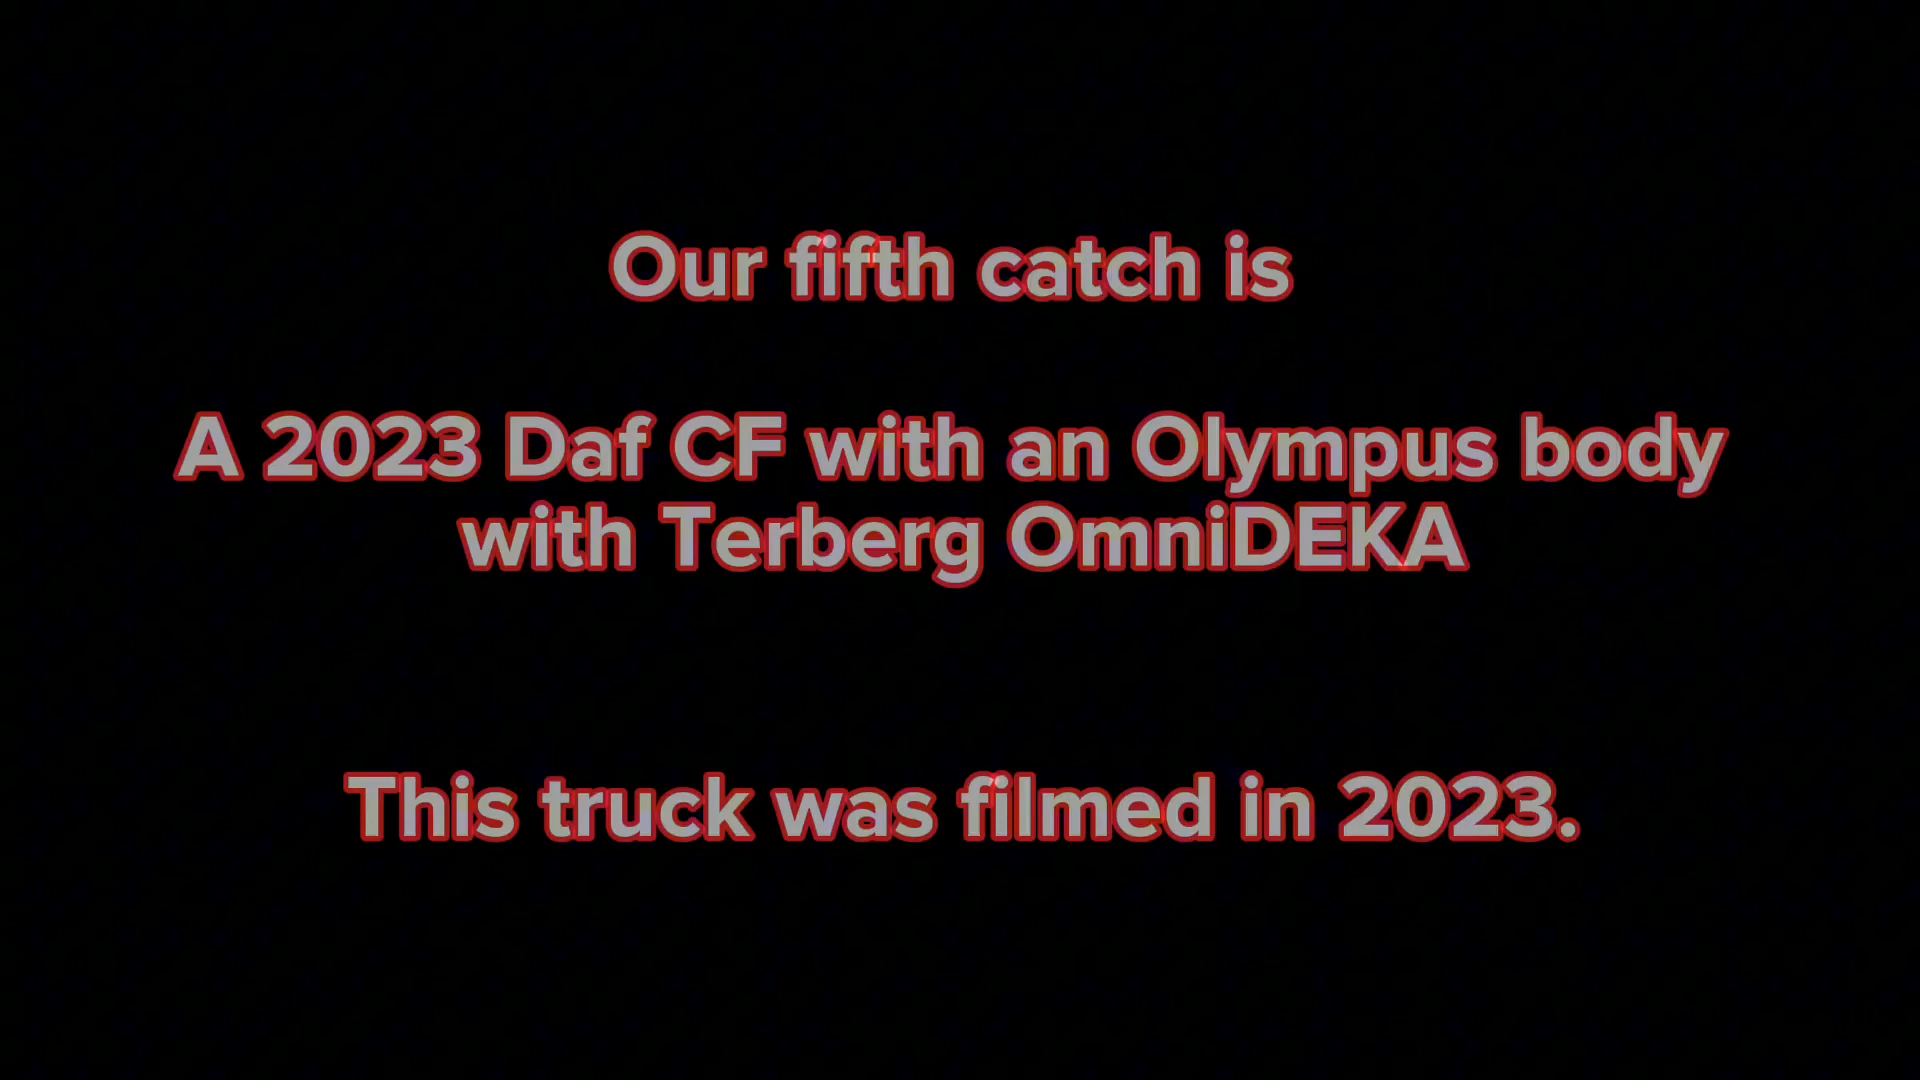 Our fifth catch is
A 2023 Daf CF with an Olympus body
with Terberg OmniDEKA
This truck was filmed in 2023.